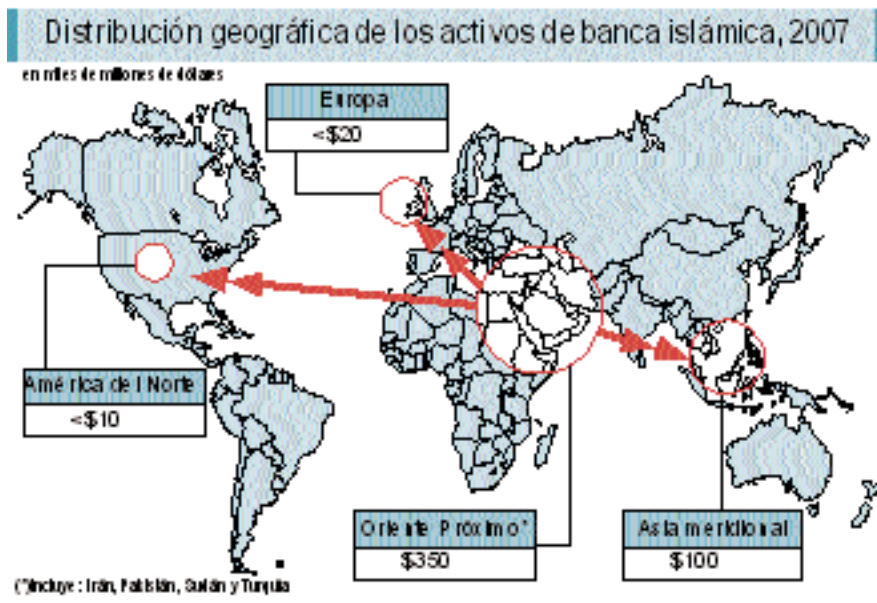 Distribución geográfica de los activos de banca islámica, 2007
en miles de millones de dólares
Europa
<$20
América del Norte
<$10
Oriente Próximo*
$350
Asia meridional
$100
(*)Incluye: Irán, Pakistán, Sudán y Turquía